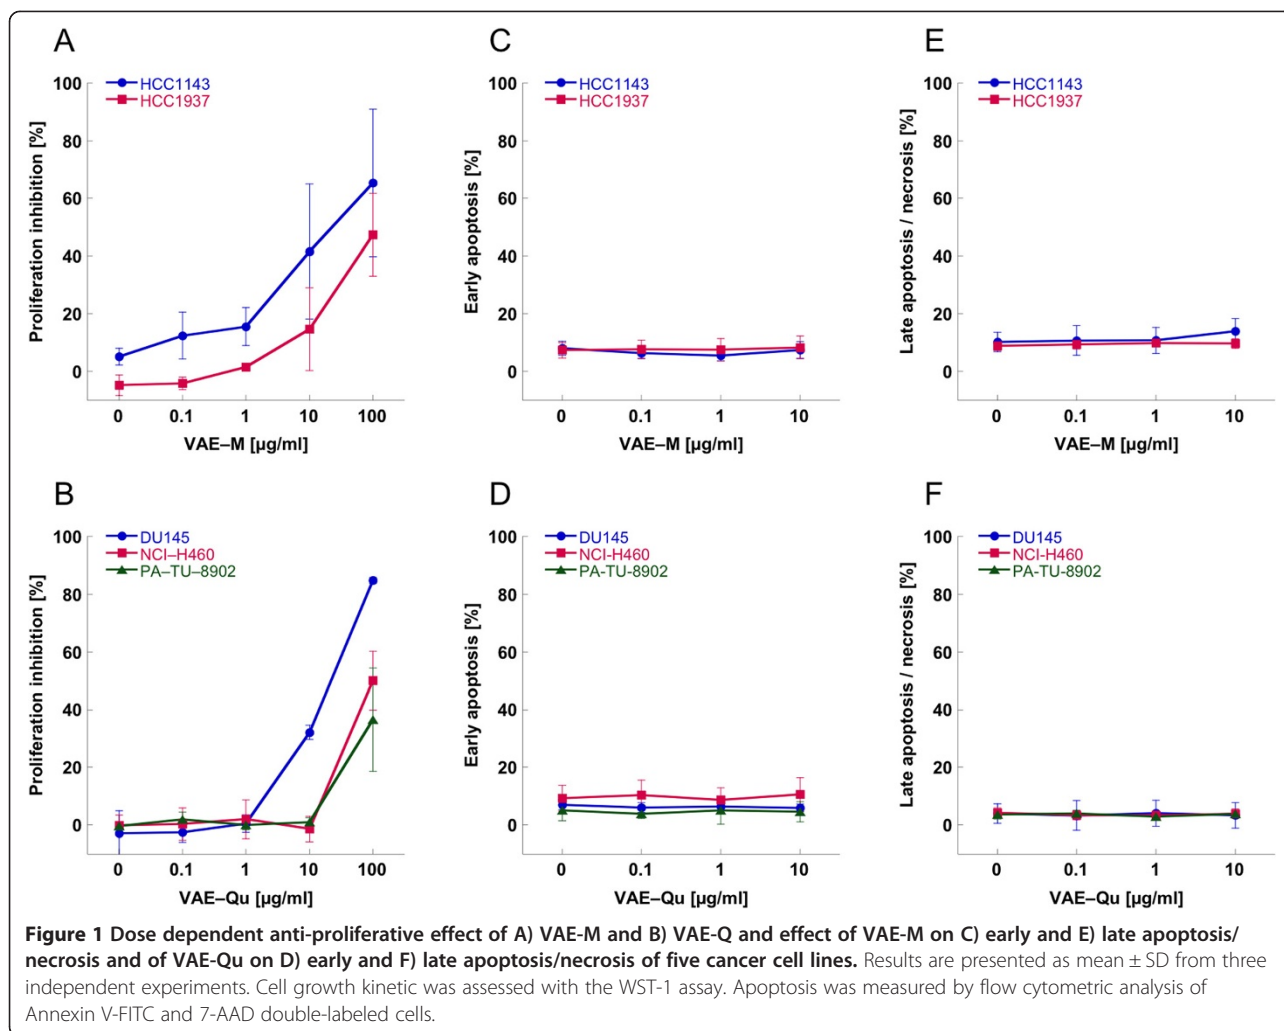 A
100
80
60
40
20
0
Proliferation inhibition [%]
HCC1143
HCC1937
0 0.1 1 10 100
VAE–M [µg/ml]
C
100
80
60
40
20
0
Early apoptosis [%]
HCC1143
HCC1937
0 0.1 1 10
VAE–M [µg/ml]
E
100
80
60
40
20
0
Late apoptosis / necrosis [%]
HCC1143
HCC1937
0 0.1 1 10
VAE–M [µg/ml]
B
100
80
60
40
20
0
Proliferation inhibition [%]
DU145
NCI–H460
PA–TU–8902
0 0.1 1 10 100
VAE–Qu [µg/ml]
D
100
80
60
40
20
0
Early apoptosis [%]
DU145
NCI-H460
PA-TU-8902
0 0.1 1 10
VAE–Qu [µg/ml]
F
100
80
60
40
20
0
Late apoptosis / necrosis [%]
DU145
NCI-H460
PA-TU-8902
0 0.1 1 10
VAE–Qu [µg/ml]
Figure 1 Dose dependent anti-proliferative effect of A) VAE-M and B) VAE-Q and effect of VAE-M on C) early and E) late apoptosis/
necrosis and of VAE-Qu on D) early and F) late apoptosis/necrosis of five cancer cell lines. Results are presented as mean ± SD from three
independent experiments. Cell growth kinetic was assessed with the WST-1 assay. Apoptosis was measured by flow cytometric analysis of
Annexin V-FITC and 7-AAD double-labeled cells.